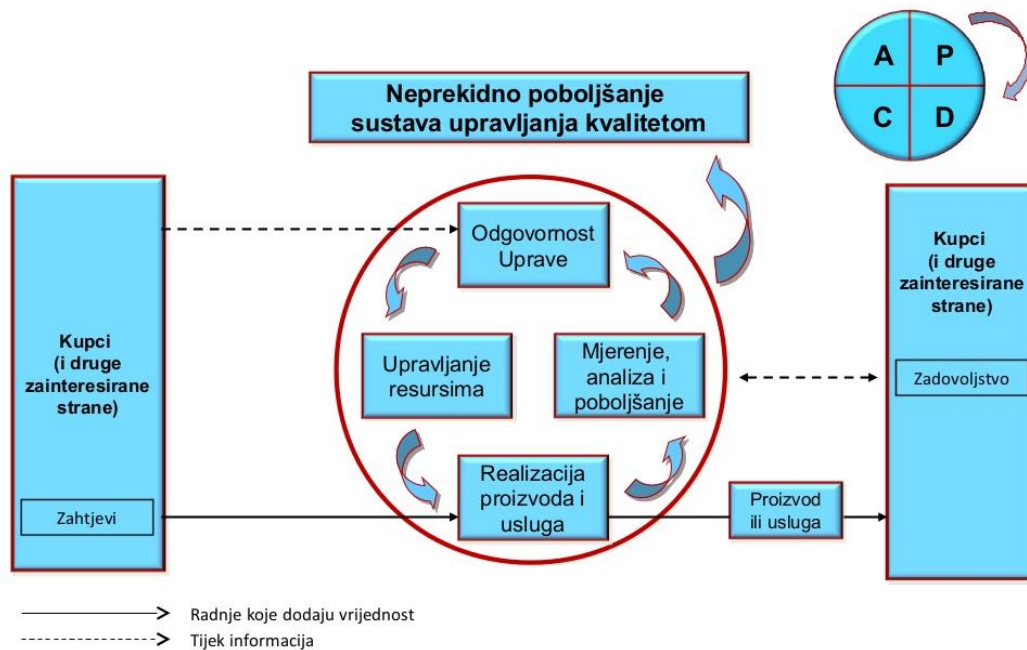 A
P
C
D
Neprekidno poboljšanje
sustava upravljanja kvalitetom
Kupci
(i druge
zainteresirane
strane)
Zahtjevi
Odgovornost
Uprave
Upravljanje
resursima
Mjerenje,
analiza i
poboljšanje
Realizacija
proizvoda i
usluga
Proizvod
ili usluga
Kupci
(i druge
zainteresirane
strane)
Zadovoljstvo
Radnje koje dodaju vrijednost
Tijek informacija